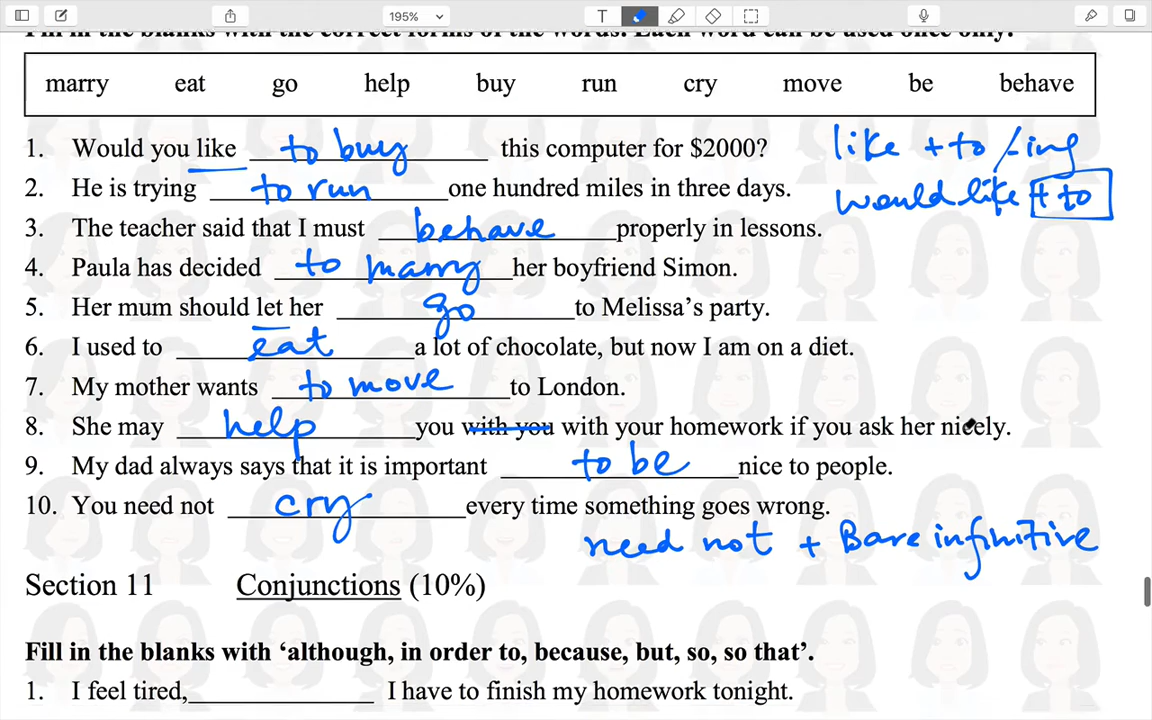 195%
T
Fill in the blanks with the correct forms of the words. Each word can be used once only.
marry eat go help buy run cry move be behave
1. Would you like to buy this computer for $2000? like + to / -ing
2. He is trying to run one hundred miles in three days. would like + to
3. The teacher said that I must behave properly in lessons.
4. Paula has decided to marry her boyfriend Simon.
5. Her mum should let her go to Melissa's party.
6. I used to eat a lot of chocolate, but now I am on a diet.
7. My mother wants to move to London.
8. She may help you with you with your homework if you ask her nicely.
9. My dad always says that it is important to be nice to people.
10. You need not cry every time something goes wrong.
need not + Bare infinitive
Section 11 Conjunctions (10%)
Fill in the blanks with ‘although, in order to, because, but, so, so that’.
1. I feel tired,____________ I have to finish my homework tonight.